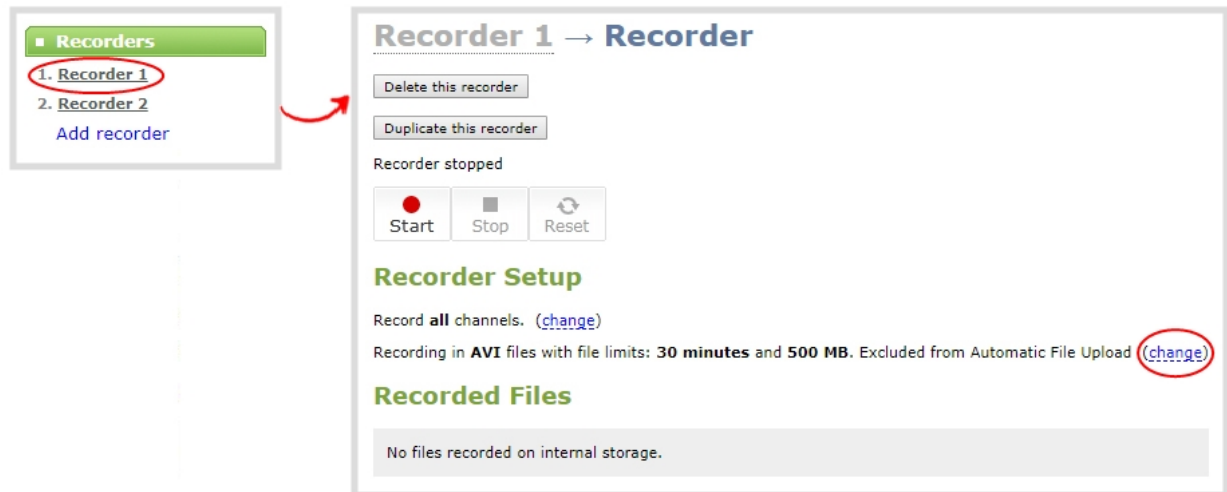 Recorders
1. Recorder 1
2. Recorder 2
Add recorder
Recorder 1 → Recorder
Delete this recorder
Duplicate this recorder
Recorder stopped
Start Stop Reset
Recorder Setup
Record all channels. (change)
Recording in AVI files with file limits: 30 minutes and 500 MB. Excluded from Automatic File Upload (change)
Recorded Files
No files recorded on internal storage.